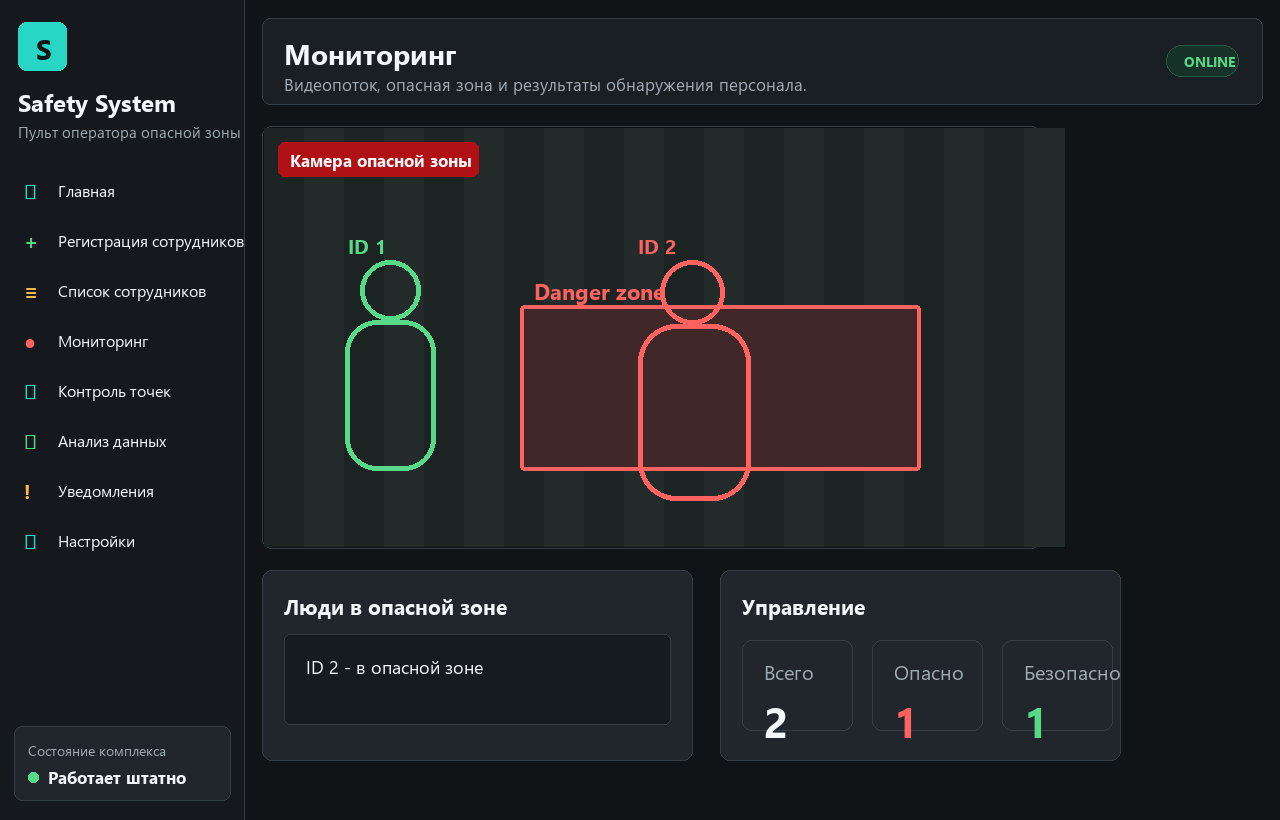 S
Safety System
Пульт оператора опасной зоны
Главная
+ Регистрация сотрудников
≡ Список сотрудников
● Мониторинг
Контроль точек
Анализ данных
! Уведомления
Настройки
Состояние комплекса
Работает штатно
Мониторинг
Видеопоток, опасная зона и результаты обнаружения персонала.
ONLINE
Камера опасной зоны
ID 1
ID 2
Danger zone
Люди в опасной зоне
ID 2 - в опасной зоне
Управление
Всего
2
Опасно
1
Безопасно
1